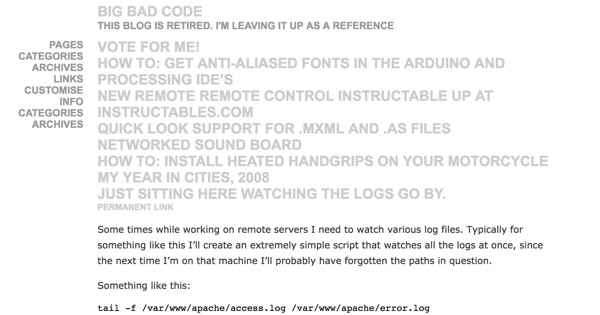 BIG BAD CODE
THIS BLOG IS RETIRED. I'M LEAVING IT UP AS A REFERENCE
PAGES
CATEGORIES
ARCHIVES
LINKS
CUSTOMISE
INFO
CATEGORIES
ARCHIVES
VOTE FOR ME!
HOW TO: GET ANTI-ALIASED FONTS IN THE ARDUINO AND
PROCESSING IDE’S
NEW REMOTE REMOTE CONTROL INSTRUCTABLE UP AT
INSTRUCTABLES.COM
QUICK LOOK SUPPORT FOR .MXML AND .AS FILES
NETWORKED SOUND BOARD
HOW TO: INSTALL HEATED HANDGRIPS ON YOUR MOTORCYCLE
MY YEAR IN CITIES, 2008
JUST SITTING HERE WATCHING THE LOGS GO BY.
PERMANENT LINK
Some times while working on remote servers I need to watch various log files. Typically for
something like this I’ll create an extremely simple script that watches all the logs at once, since
the next time I’m on that machine I’ll probably have forgotten the paths in question.
Something like this:
tail -f /var/www/apache/access.log /var/www/apache/error.log